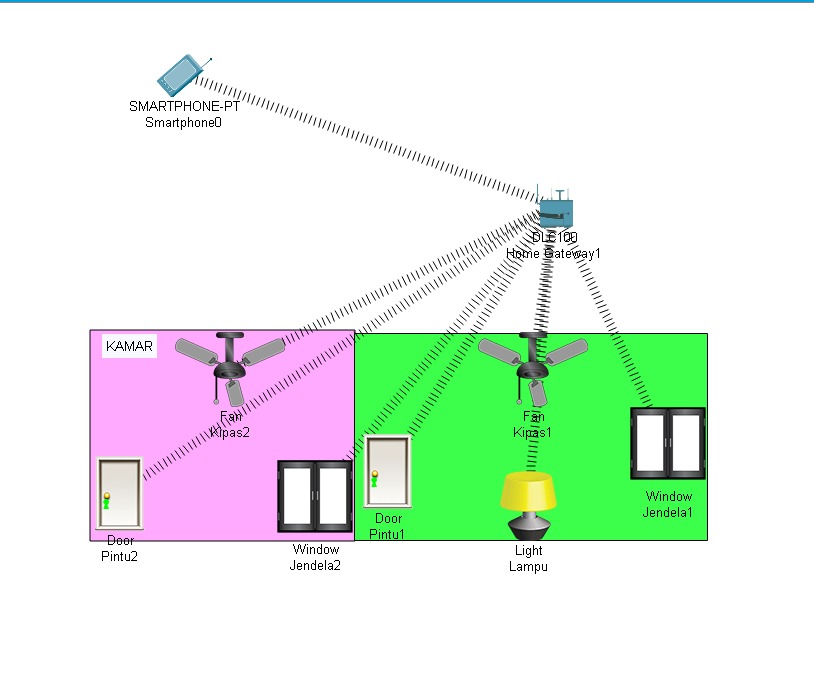 SMARTPHONE-PT
Smartphone0
DLC100
Home Gateway1
KAMAR
Fan
Kipas2
Fan
Kipas1
Door
Pintu2
Window
Jendela2
Door
Pintu1
Light
Lampu
Window
Jendela1